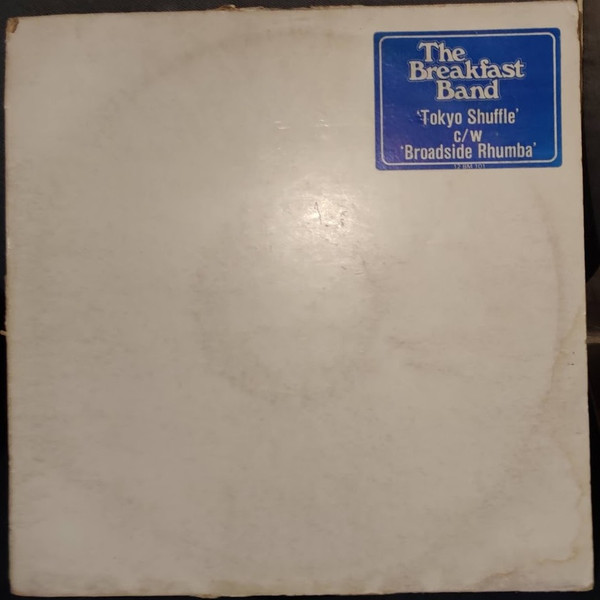 The
Breakfast
Band
'Tokyo Shuffle'
c/w
'Broadside Rhumba'